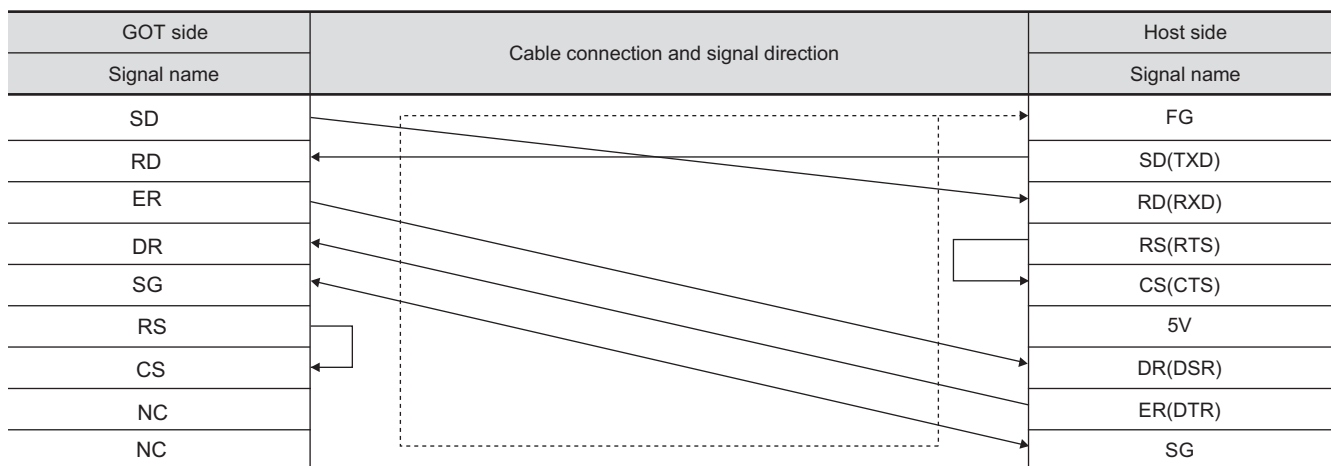 GOT side Cable connection and signal direction Host side
Signal name Signal name
SD FG
RD SD(TXD)
ER RD(RXD)
DR RS(RTS)
SG CS(CTS)
RS 5V
CS DR(DSR)
NC ER(DTR)
NC SG